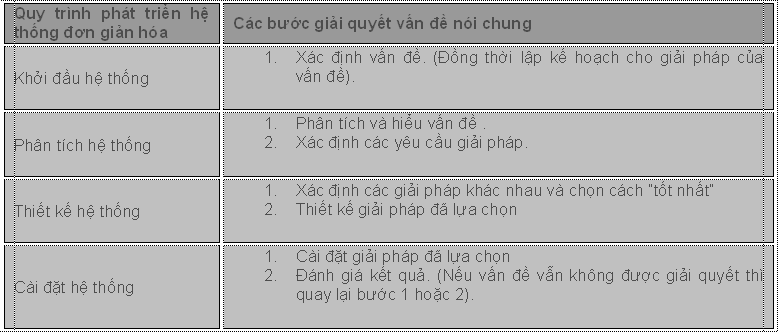 Quy trình phát triển hệ
thống đơn giản hóa
Các bước giải quyết vấn đề nói chung
Khởi đầu hệ thống
1. Xác định vấn đề. (Đồng thời lập kế hoạch cho giải pháp của
vấn đề).
Phân tích hệ thống
1. Phân tích và hiểu vấn đề .
2. Xác định các yêu cầu giải pháp.
Thiết kế hệ thống
1. Xác định các giải pháp khác nhau và chọn cách "tốt nhất"
2. Thiết kế giải pháp đã lựa chọn
Cài đặt hệ thống
1. Cài đặt giải pháp đã lựa chọn
2. Đánh giá kết quả. (Nếu vấn đề vẫn không được giải quyết thì
quay lại bước 1 hoặc 2).